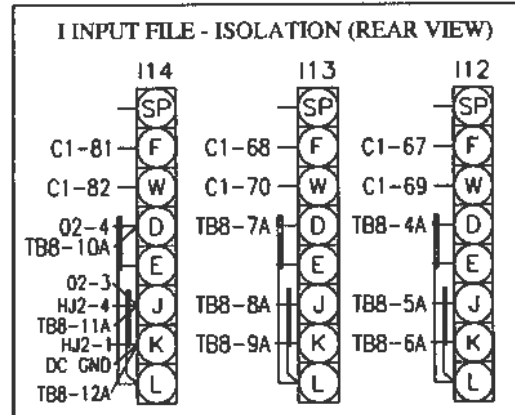 I INPUT FILE - ISOLATION (REAR VIEW)
I14 I13 I12
SP SP SP
C1-81 F C1-68 F C1-67 F
C1-82 W C1-70 W C1-69 W
02-4 D TB8-7A D TB8-4A D
TB8-10A
E E E
02-3
HJ2-4 J TB8-8A J TB8-5A J
TB8-11A
HJ2-1 K TB8-9A K TB8-6A K
DC GND
TB8-12A L L L